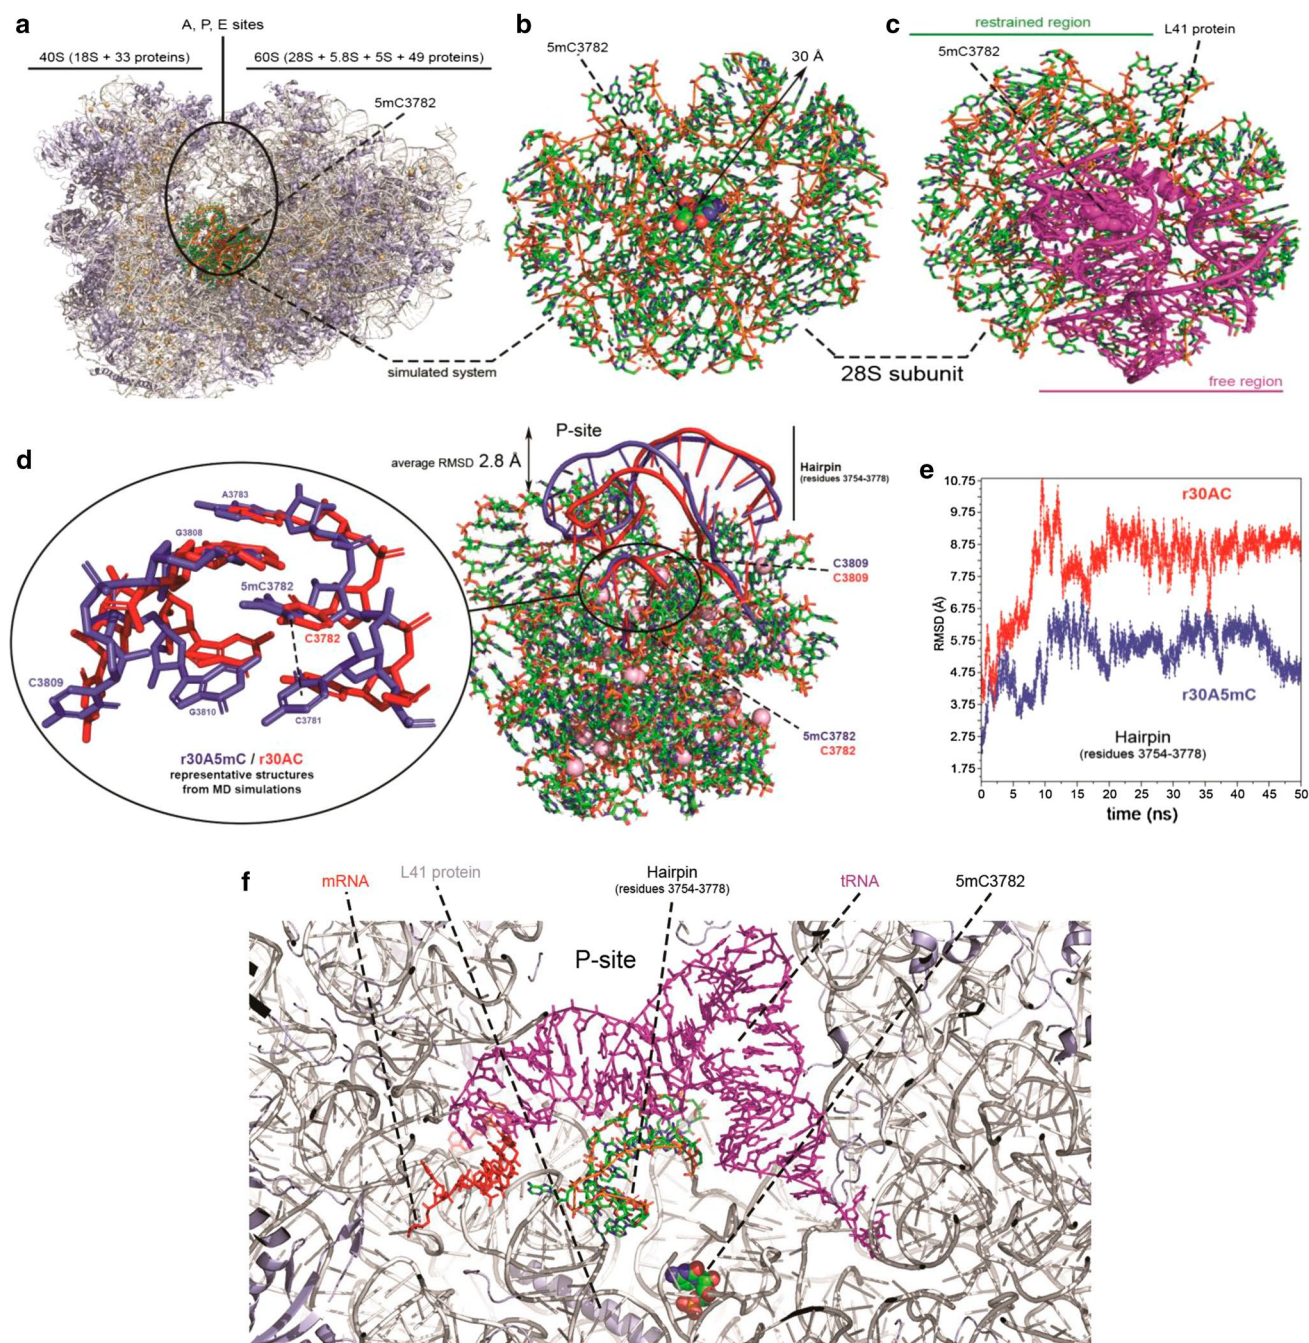 a
A, P, E sites
40S (18S + 33 proteins)
60S (28S + 5.8S + 5S + 49 proteins)
5mC3782
simulated system
b
5mC3782
30 Å
28S subunit
c
restrained region
L41 protein
5mC3782
free region
d
A3783
G3808
5mC3782
C3782
C3809
G3810
C3781
r30A5mC / r30AC
representative structures
from MD simulations
P-site
average RMSD 2.8 Å
Hairpin
(residues 3754-3778)
C3809
C3809
5mC3782
C3782
e
10.75
9.75
8.75
7.75
6.75
5.75
4.75
3.75
2.75
1.75
RMSD (Å)
r30AC
r30A5mC
Hairpin
(residues 3754-3778)
0 5 10 15 20 25 30 35 40 45 50
time (ns)
f
mRNA
L41 protein
Hairpin
(residues 3754-3778)
tRNA
5mC3782
P-site